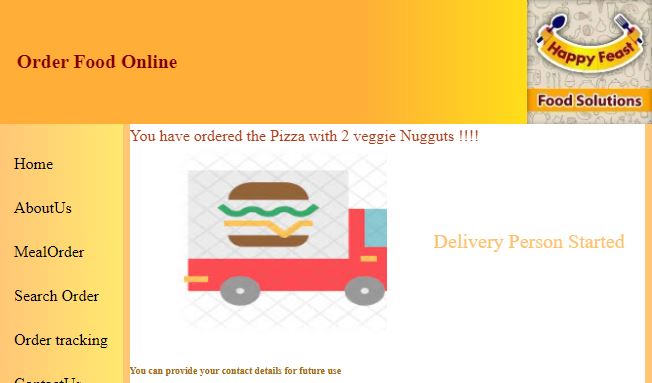 Order Food Online
Happy Feast
Food Solutions
Home
AboutUs
MealOrder
Search Order
Order tracking
ContactUs
You have ordered the Pizza with 2 veggie Nugguts !!!!
Delivery Person Started
You can provide your contact details for future use